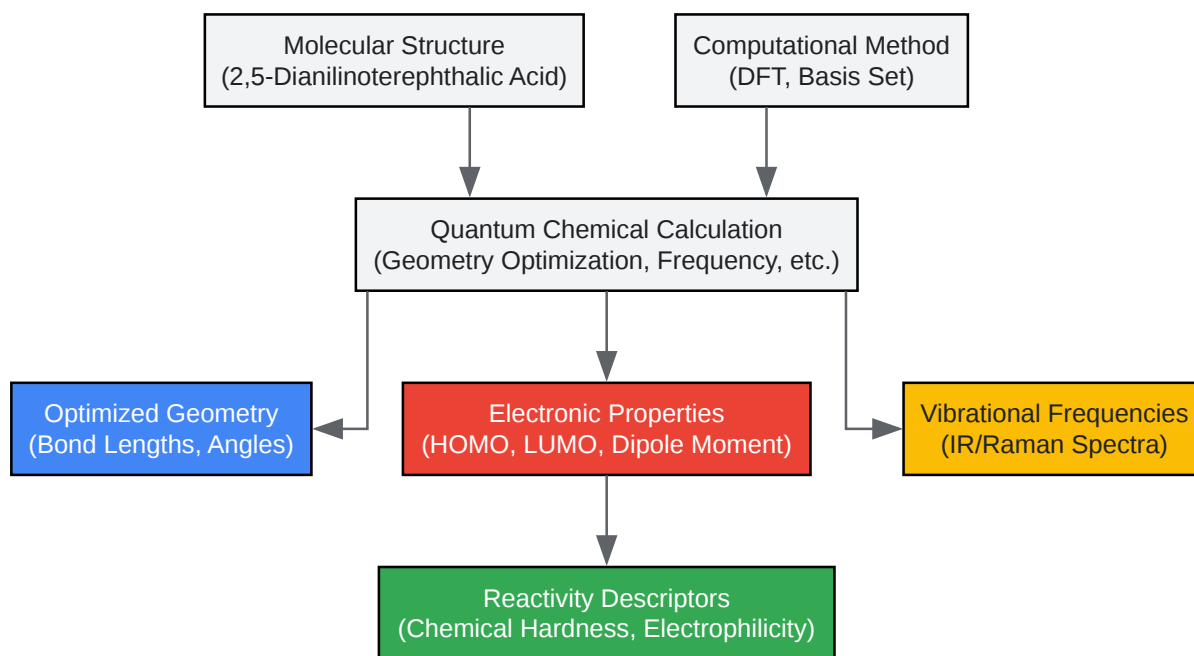 Molecular Structure
(2,5-Dianilinoterephthalic Acid)
Computational Method
(DFT, Basis Set)
Quantum Chemical Calculation
(Geometry Optimization, Frequency, etc.)
Optimized Geometry
(Bond Lengths, Angles)
Electronic Properties
(HOMO, LUMO, Dipole Moment)
Vibrational Frequencies
(IR/Raman Spectra)
Reactivity Descriptors
(Chemical Hardness, Electrophilicity)